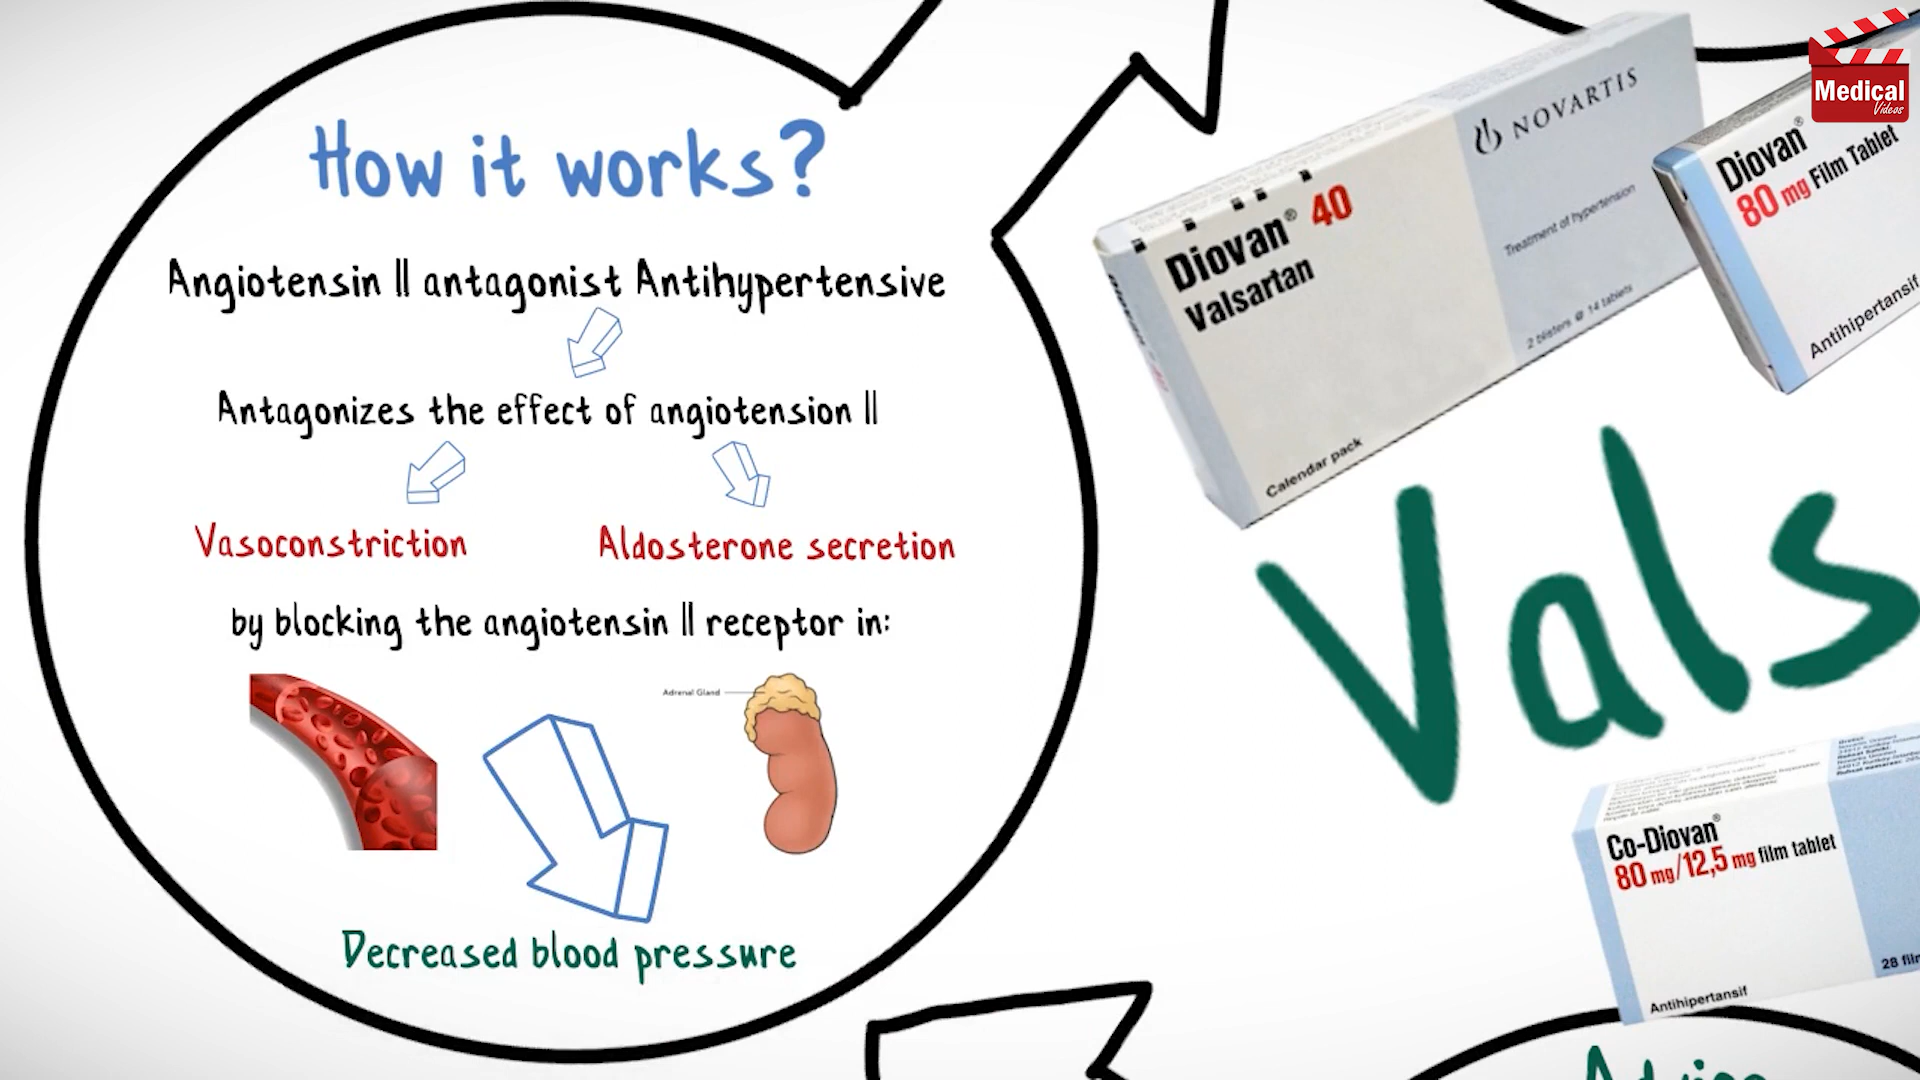 How it works?
Angiotensin II antagonist Antihypertensive
Antagonizes the effect of angiotension II
Vasoconstriction
Aldosterone secretion
by blocking the angiotensin II receptor in:
Adrenal Gland
Decreased blood pressure
NOVARTIS
Diovan® 40
Valsartan
Treatment of hypertension
2 blisters @ 14 tablets
Calendar pack
Diovan®
80 mg Film Tablet
Antihipertansif
Medical
Videos
Vals
Co-Diovan®
80 mg/12,5 mg film tablet
28 film
Antihipertansif